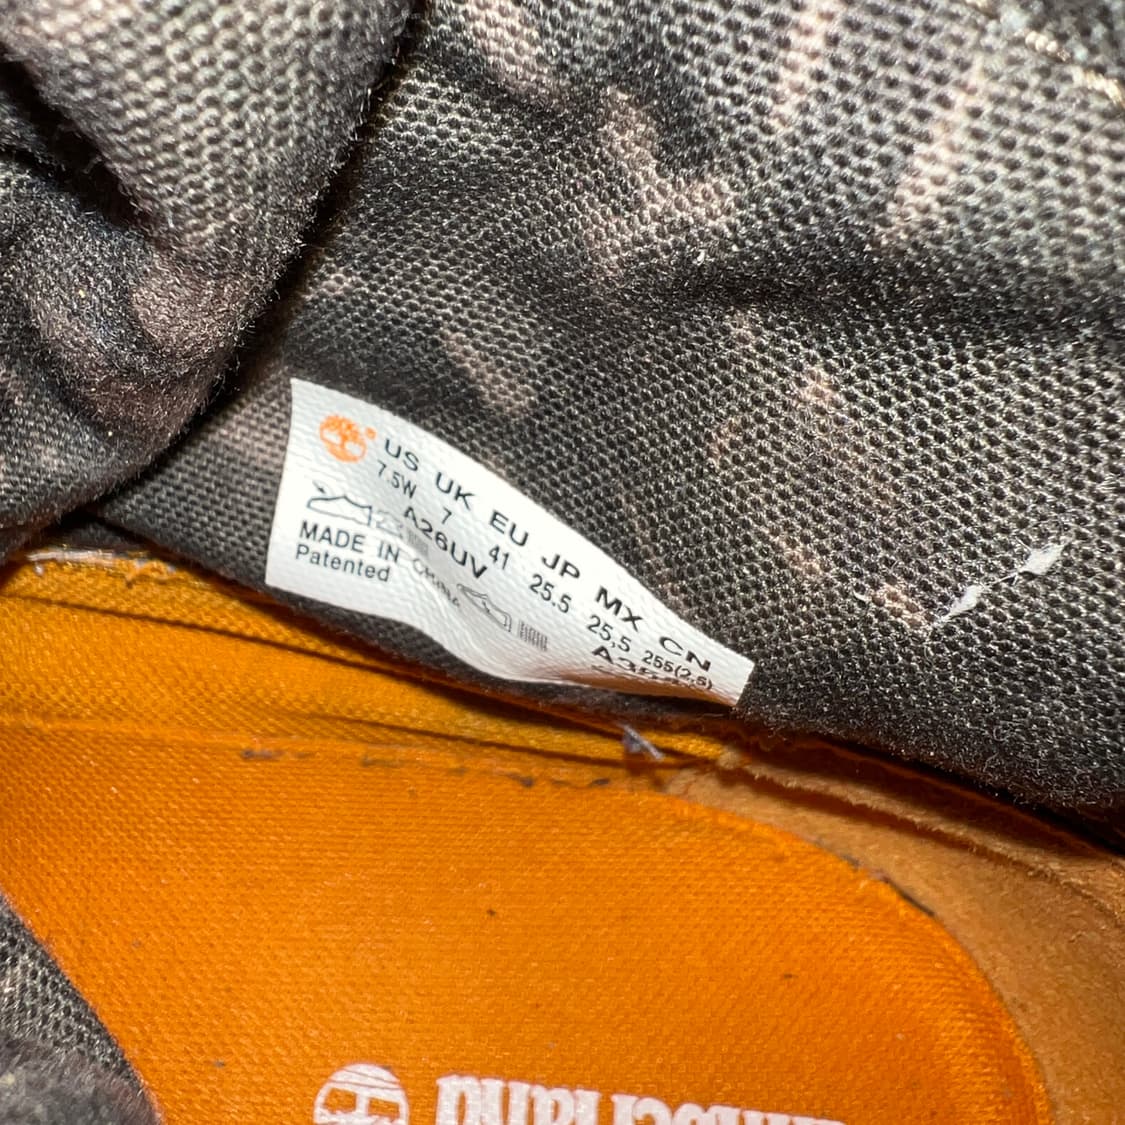 US UK EU JP MX CN
7.5W 7 41 25.5 25,5 255(2.5)
A26UV
MADE IN CHINA
Patented
Timberland